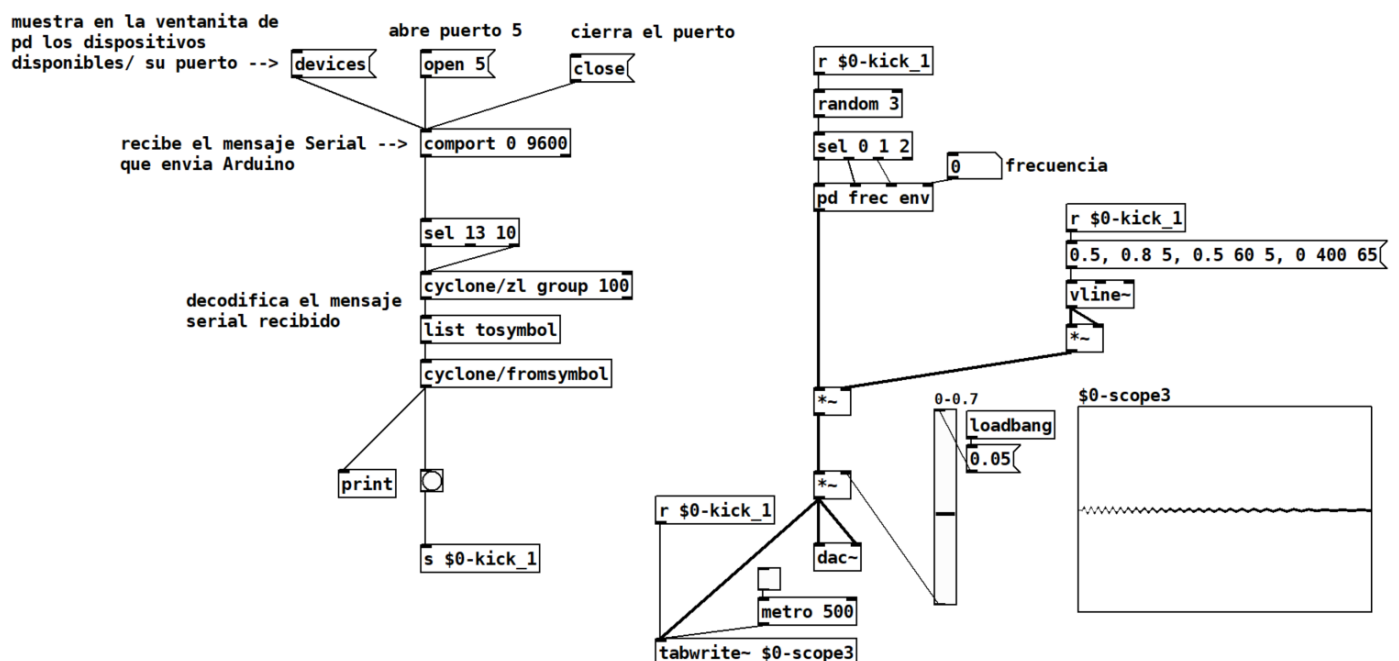 muestra en la ventanita de
pd los dispositivos
disponibles/ su puerto -->
devices
abre puerto 5
open 5
cierra el puerto
close
recibe el mensaje Serial -->
que envia Arduino
comport 0 9600
sel 13 10
cyclone/zl group 100
decodifica el mensaje
serial recibido
list tosymbol
cyclone/fromsymbol
print
s $0-kick_1
r $0-kick_1
random 3
sel 0 1 2
0
frecuencia
pd frec env
r $0-kick_1
0.5, 0.8 5, 0.5 60 5, 0 400 65
vline~
*~
*~
0-0.7
loadbang
0.05
*~
dac~
r $0-kick_1
metro 500
tabwrite~ $0-scope3
$0-scope3